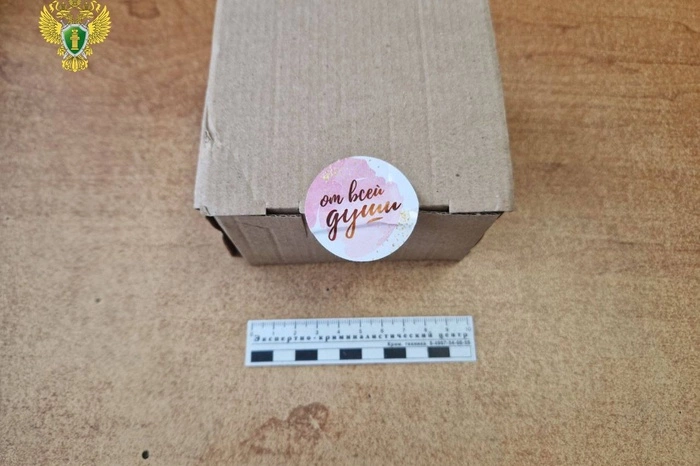 от всей
души
Экспертно-криминалистический центр